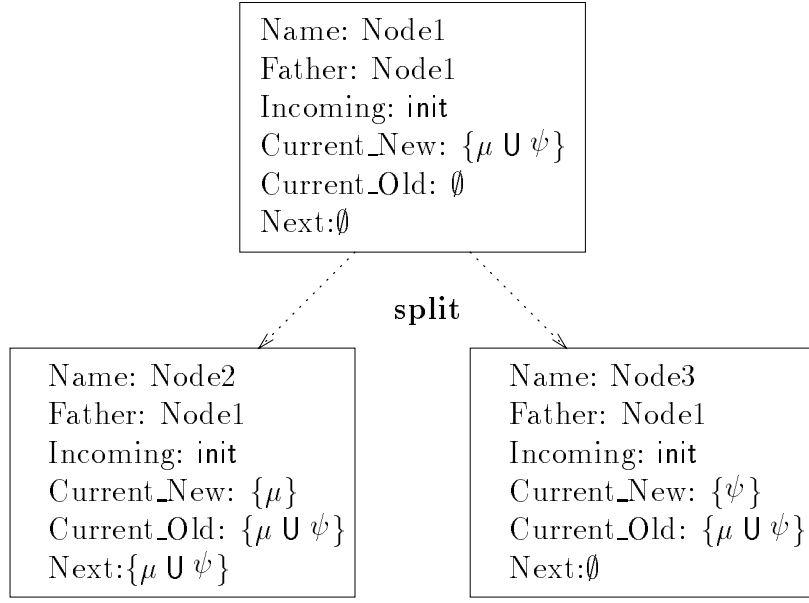 Name: Node1
Father: Node1
Incoming: init
Current_New: {μ U ψ}
Current_Old: ∅
Next:∅
split
Name: Node2
Father: Node1
Incoming: init
Current_New: {μ}
Current_Old: {μ U ψ}
Next:{μ U ψ}
Name: Node3
Father: Node1
Incoming: init
Current_New: {ψ}
Current_Old: {μ U ψ}
Next:∅